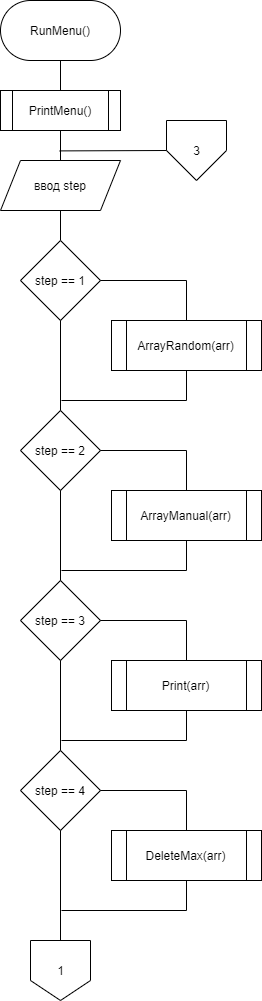 RunMenu()
PrintMenu()
3
ввод step
step == 1
ArrayRandom(arr)
step == 2
ArrayManual(arr)
step == 3
Print(arr)
step == 4
DeleteMax(arr)
1